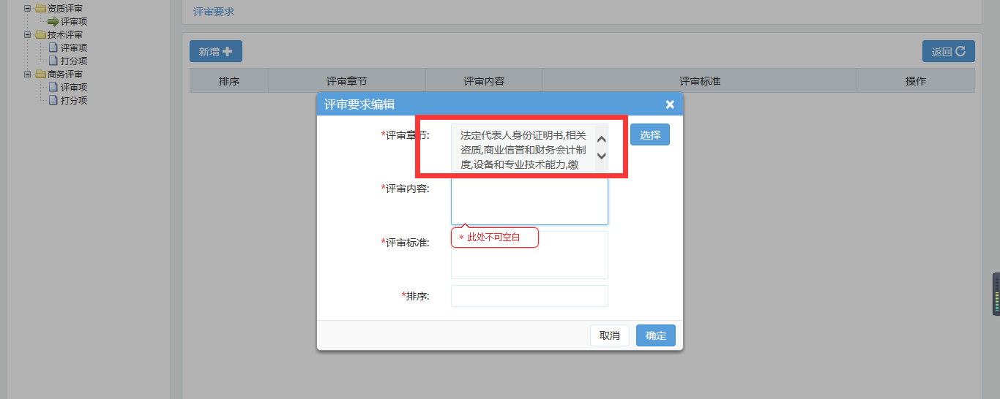 资质评审
评审项
技术评审
评审项
打分项
商务评审
评审项
打分项
评审要求
新增
返回
排序 评审章节 评审内容 评审标准 操作
评审要求编辑
*评审章节:
法定代表人身份证明书,相关
资质,商业信誉和财务会计制
度,设备和专业技术能力,缴
选择
*评审内容:
* 此处不可空白
*评审标准:
*排序:
取消
确定